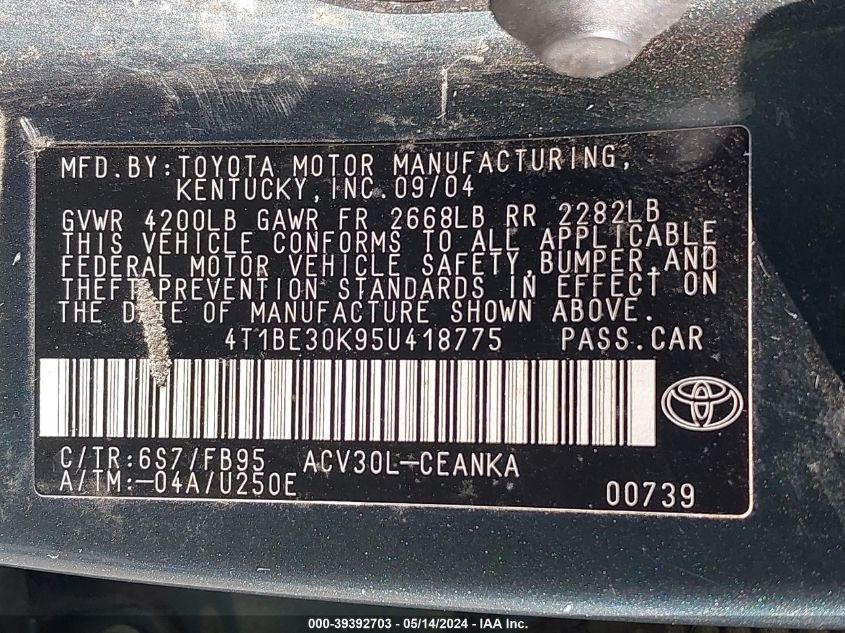 MFD.BY:TOYOTA MOTOR MANUFACTURING,
KENTUCKY,INC.09/04
GVWR 4200LB GAWR FR 2668LB RR 2282LB
THIS VEHICLE CONFORMS TO ALL APPLICABLE
FEDERAL MOTOR VEHICLE SAFETY,BUMPER,AND
THEFT PREVENTION STANDARDS IN EFFECT ON
THE DATE OF MANUFACTURE SHOWN ABOVE.
4T1BE30K95U418775 PASS.CAR
C/TR:6S7/FB95 ACV30L-CEANKA
A/TM:-04A/U250E
00739
000-39392703 - 05/14/2024 - IAA Inc.